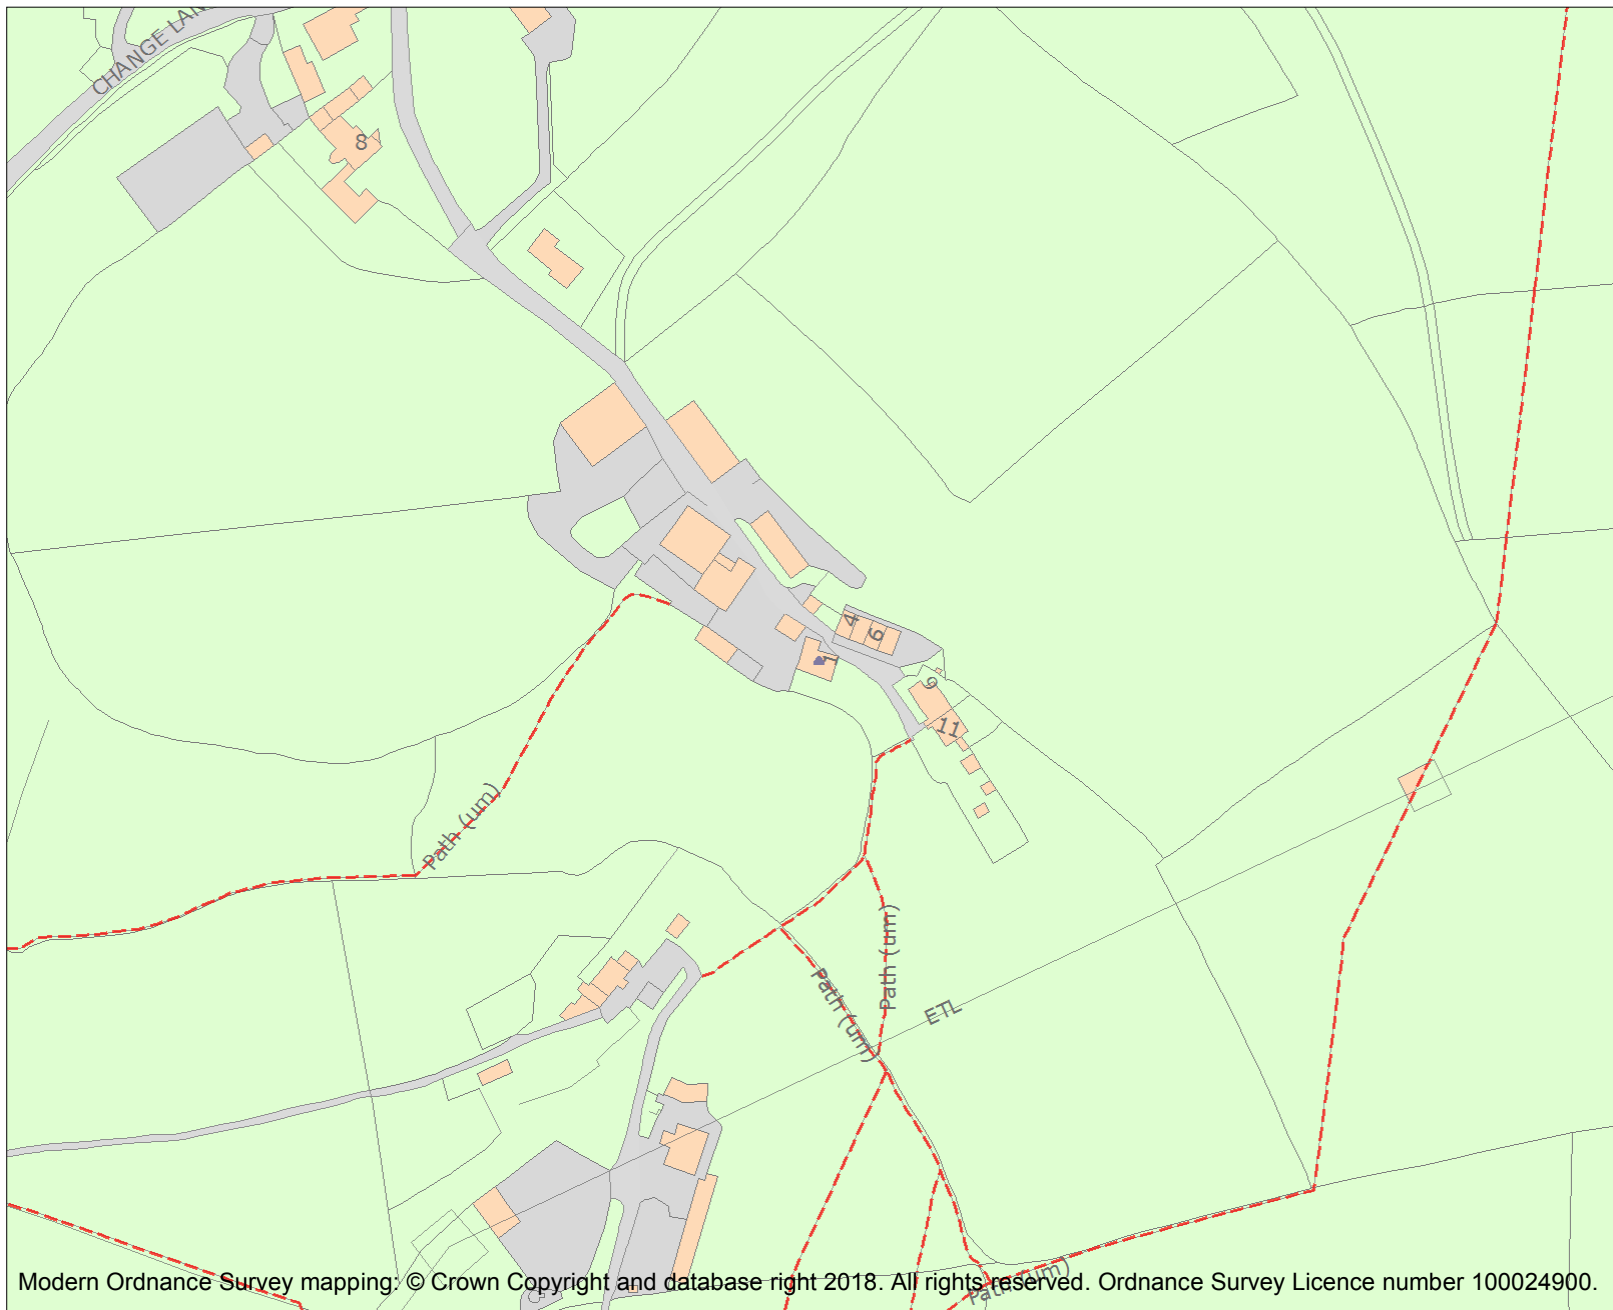 CHANGE LAN
8
4
6
1
9
11
Path (um)
Path (um)
Path (um)
ETL
Path (um)
Modern Ordnance Survey mapping: © Crown Copyright and database right 2018. All rights reserved. Ordnance Survey Licence number 100024900.